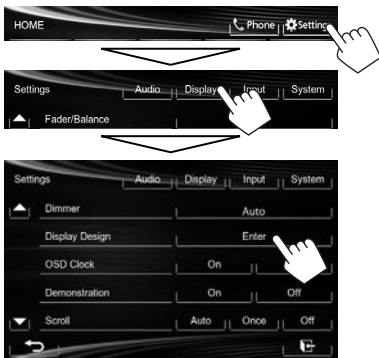 HOME Phone Setting
Settings Audio Display Input System
Fader/Balance
Settings Audio Display Input System
Dimmer Auto
Display Design Enter
OSD Clock On
Demonstration On Off
Scroll Auto Once Off